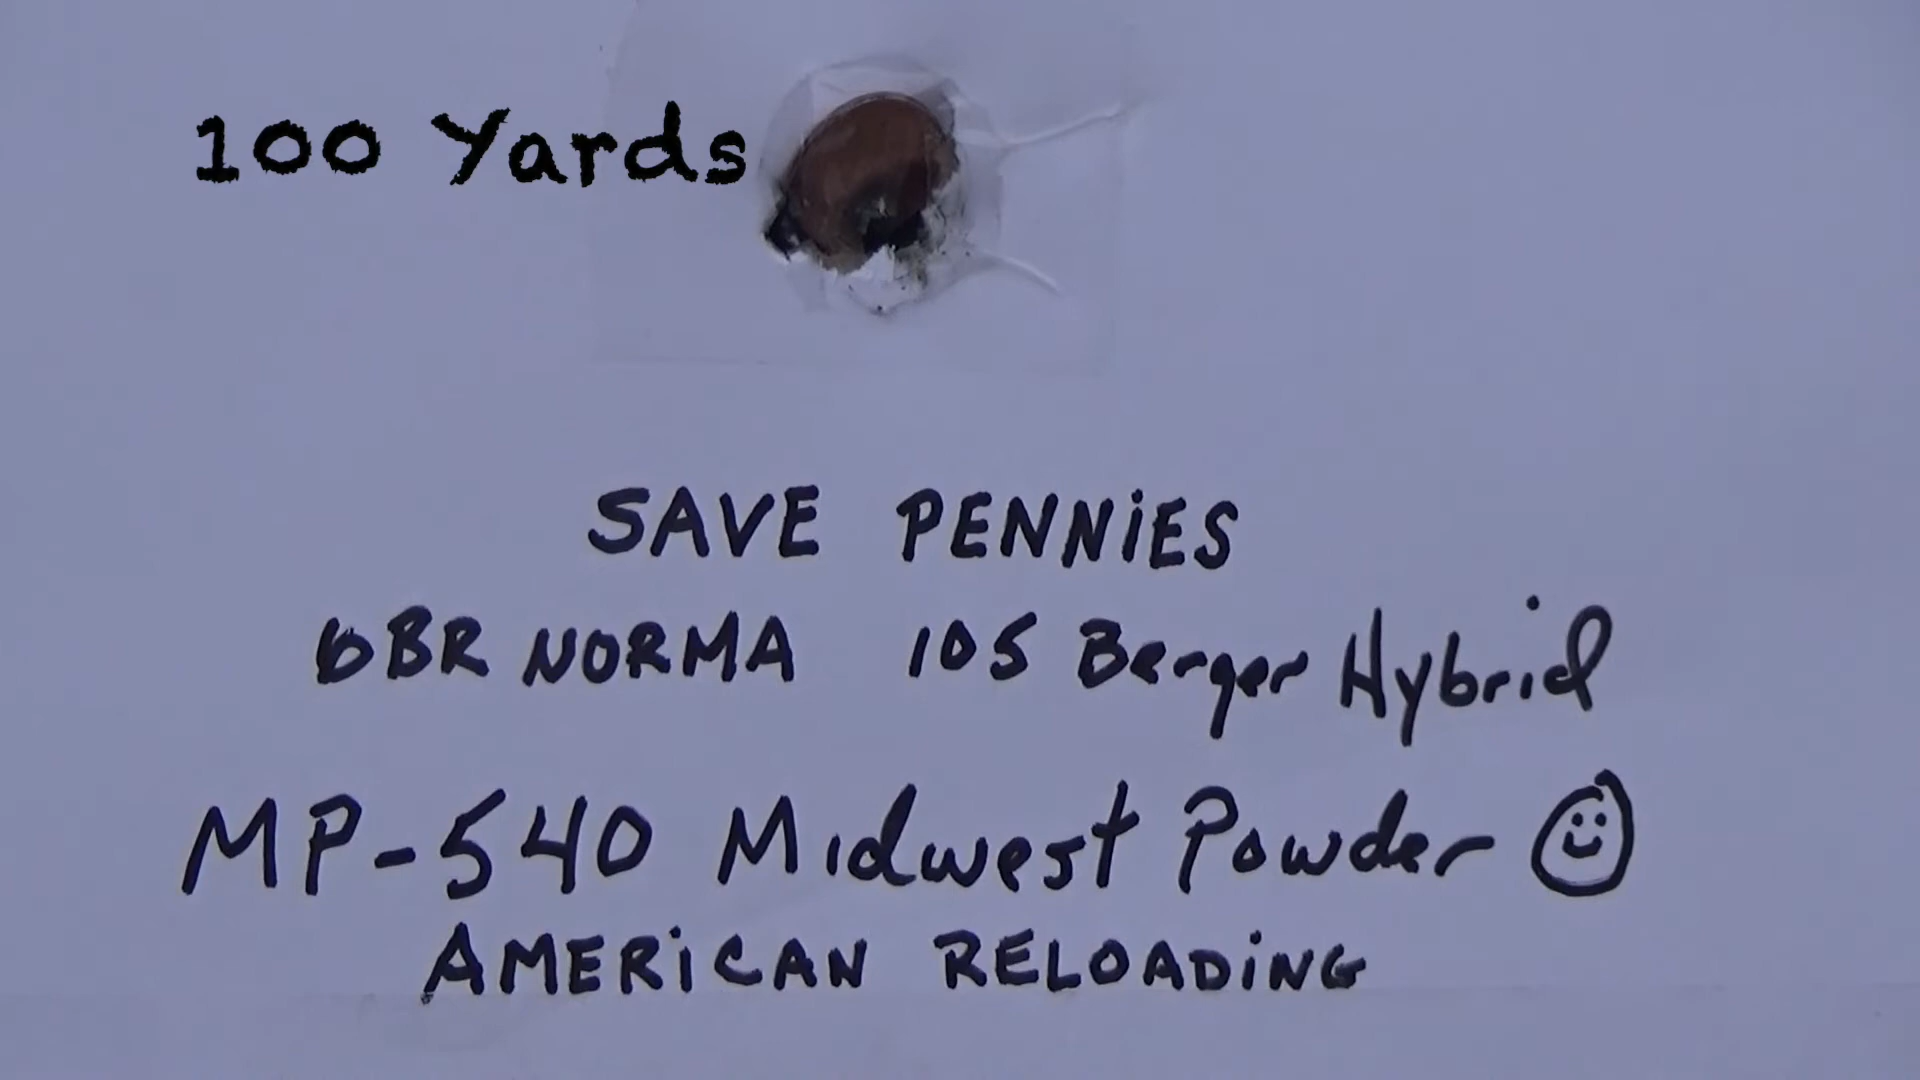 100 Yards
SAVE PENNiES
6BR NORMA 105 Berger Hybrid
MP-540 Midwest Powder
AMERiCAN RELOADiNG